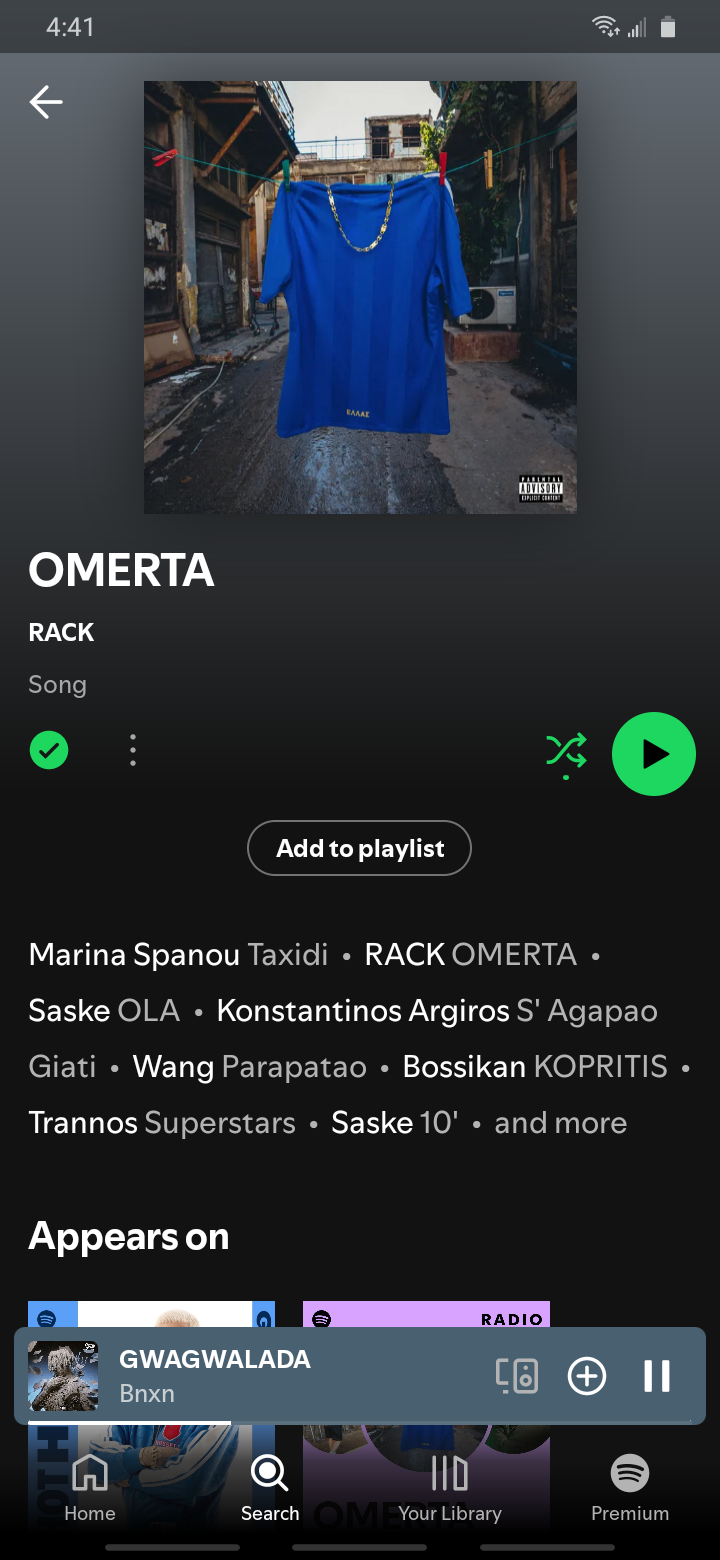 4:41
ΕΛΛΑΣ
PARENTAL
ADVISORY
EXPLICIT CONTENT
OMERTA
RACK
Song
Add to playlist
Marina Spanou Taxidi • RACK OMERTA •
Saske OLA • Konstantinos Argiros S' Agapao
Giati • Wang Parapatao • Bossikan KOPRITIS •
Trannos Superstars • Saske 10' • and more
Appears on
RADIO
GWAGWALADA
Bnxn
OMERTA
Home
Search
Your Library
Premium